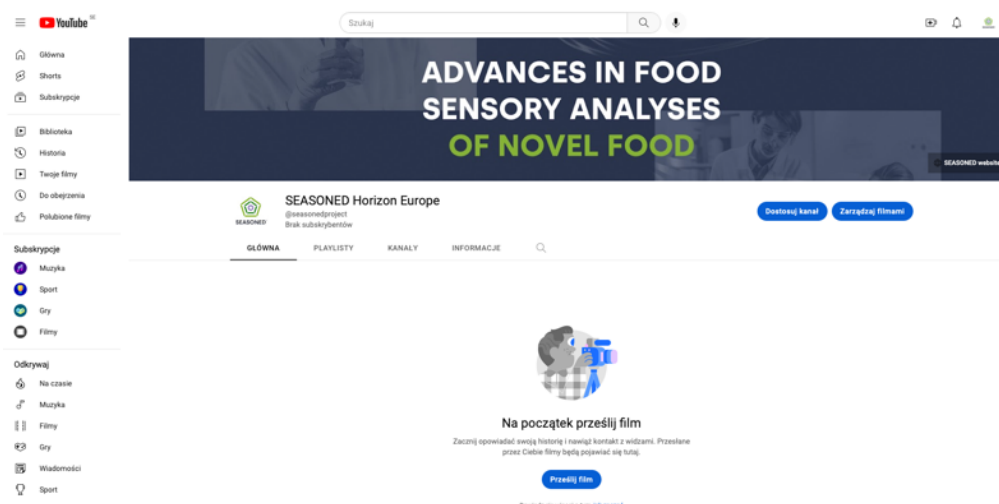 YouTube
Szukaj
Główna
Shorts
Subskrypcje
Biblioteka
Historia
Twoje filmy
Do obejrzenia
Polubione filmy
Subskrypcje
Muzyka
Sport
Gry
Filmy
Odkrywaj
Na czasie
Muzyka
Filmy
Gry
Wiadomości
Sport
ADVANCES IN FOOD
SENSORY ANALYSES
OF NOVEL FOOD
SEASONED website
SEASONED
SEASONED Horizon Europe
@seasonedproject
Brak subskrybentów
Dostosuj kanał
Zarządzaj filmami
GŁÓWNA PLAYLISTY KANAŁY INFORMACJE
Na początek prześlij film
Zacznij opowiadać swoją historię i nawiąż kontakt z widzami. Przesłane
przez Ciebie filmy będą pojawiać się tutaj.
Prześlij film